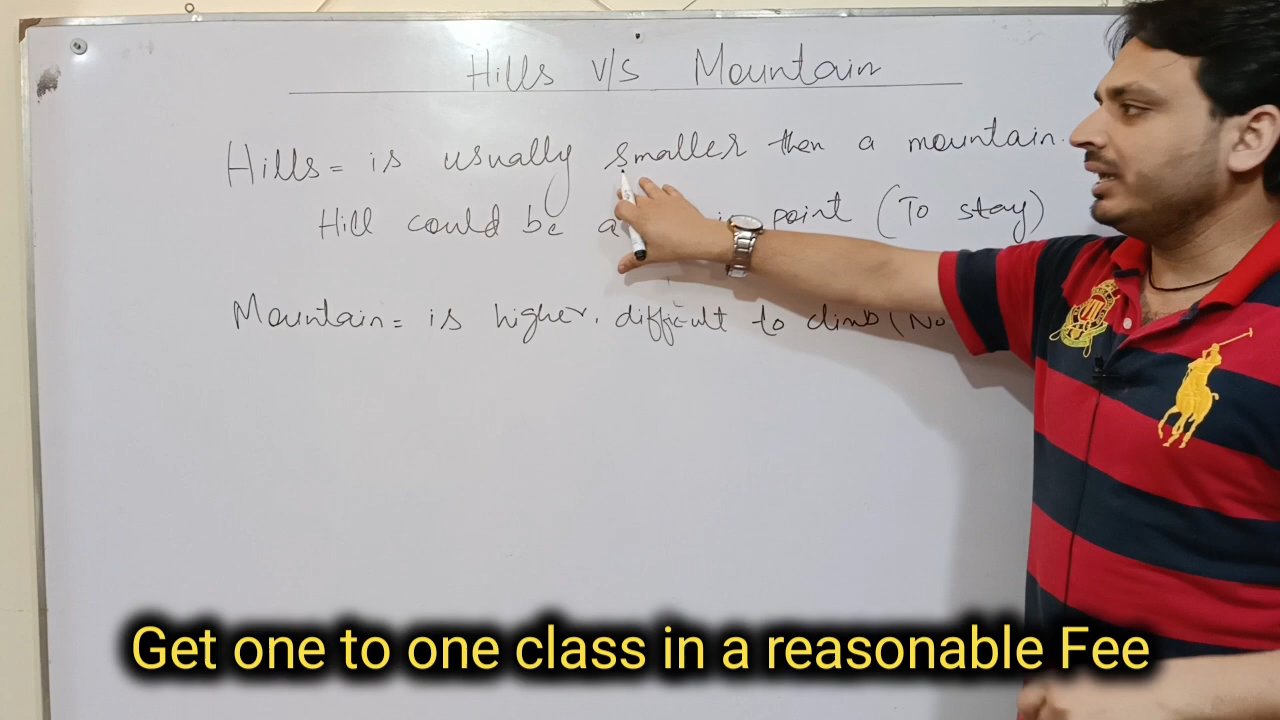 Hills v/s Mountain
Hills = is usually smaller then a mountain.
Hill could be a point (To stay)
Mountain = is higher, difficult to climb (No
Get one to one class in a reasonable Fee